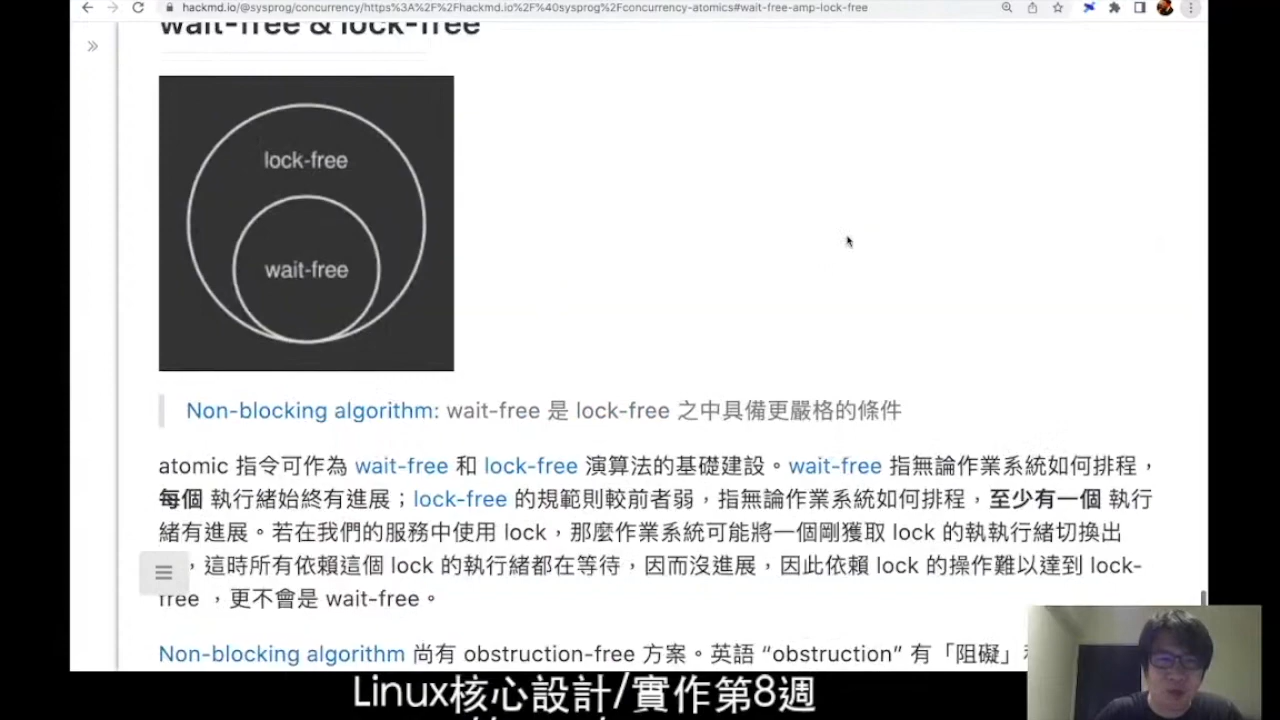 hackmd.io/@sysprog/concurrency/https%3A%2F%2Fhackmd.io%2F%40sysprog%2Fconcurrency-atomics#wait-free-amp-lock-free
wait-free & lock-free
lock-free
wait-free
Non-blocking algorithm: wait-free 是 lock-free 之中具備更嚴格的條件
atomic 指令可作為 wait-free 和 lock-free 演算法的基礎建設。wait-free 指無論作業系統如何排程，
每個 執行緒始終有進展；lock-free 的規範則較前者弱，指無論作業系統如何排程，至少有一個 執行
緒有進展。若在我們的服務中使用 lock，那麼作業系統可能將一個剛獲取 lock 的執執行緒切換出
，這時所有依賴這個 lock 的執行緒都在等待，因而沒進展，因此依賴 lock 的操作難以達到 lock-
free ，更不會是 wait-free。
Non-blocking algorithm 尚有 obstruction-free 方案。英語 “obstruction” 有「阻礙」
Linux核心設計/實作第8週